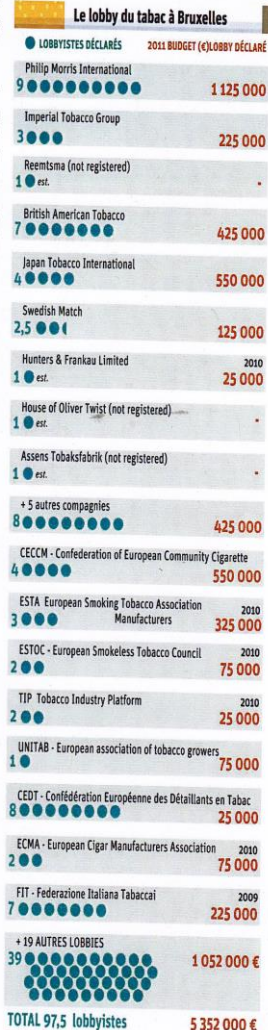 Le lobby du tabac à Bruxelles
LOBBYISTES DÉCLARÉS 2011 BUDGET (€)LOBBY DÉCLARÉ
Philip Morris International
9 1 125 000
Imperial Tobacco Group
3 225 000
Reemtsma (not registered)
1 est. -
British American Tobacco
7 425 000
Japan Tobacco International
4 550 000
Swedish Match
2,5 125 000
Hunters & Frankau Limited 2010
1 est. 25 000
House of Oliver Twist (not registered)
1 est. -
Assens Tobaksfabrik (not registered)
1 est. -
+ 5 autres compagnies
8 425 000
CECCM - Confederation of European Community Cigarette
4 550 000
ESTA European Smoking Tobacco Association 2010
3 Manufacturers 325 000
ESTOC - European Smokeless Tobacco Council 2010
2 75 000
TIP Tobacco Industry Platform 2010
2 25 000
UNITAB - European association of tobacco growers
1 75 000
CEDT - Confédération Européenne des Détaillants en Tabac
8 25 000
ECMA - European Cigar Manufacturers Association 2010
2 75 000
FIT - Federazione Italiana Tabaccai 2009
7 225 000
+ 19 AUTRES LOBBIES
39 1 052 000 €
TOTAL 97,5 lobbyistes 5 352 000 €